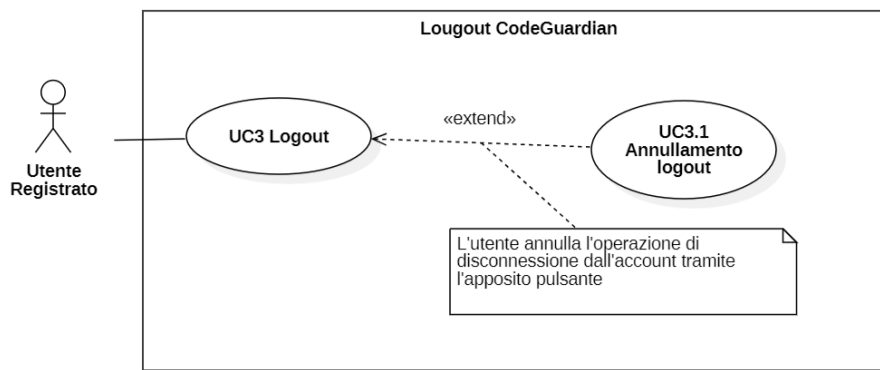 Lougout CodeGuardian
Utente
Registrato
UC3 Logout
«extend»
UC3.1
Annullamento
logout
L'utente annulla l'operazione di
disconnessione dall'account tramite
l'apposito pulsante